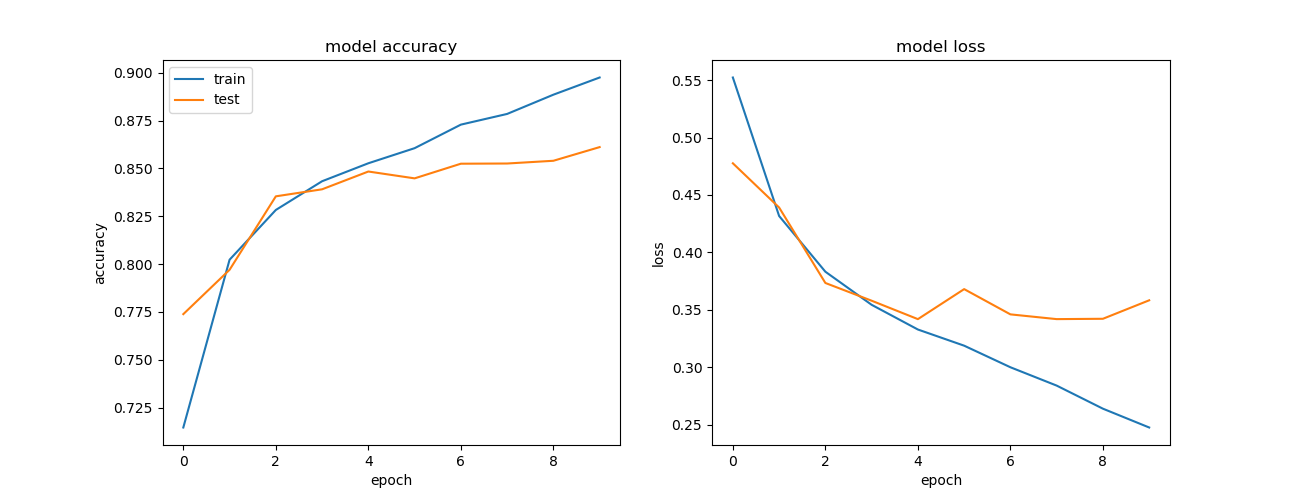 model accuracy
train
test
0.900
0.875
0.850
0.825
0.800
0.775
0.750
0.725
accuracy
0 2 4 6 8
epoch
model loss
0.55
0.50
0.45
0.40
0.35
0.30
0.25
loss
0 2 4 6 8
epoch